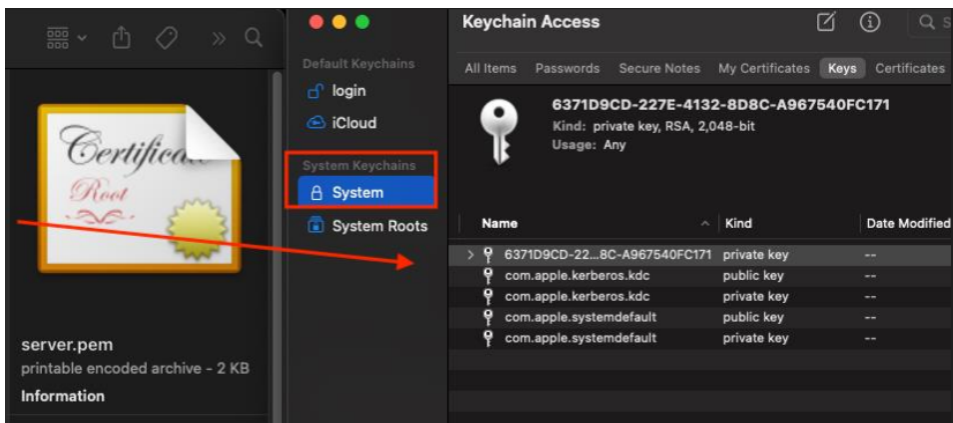 Certificate
Root
server.pem
printable encoded archive - 2 KB
Information
Default Keychains
login
iCloud
System Keychains
System
System Roots
Keychain Access
All Items Passwords Secure Notes My Certificates Keys Certificates
6371D9CD-227E-4132-8D8C-A967540FC171
Kind: private key, RSA, 2,048-bit
Usage: Any
Name Kind Date Modified
6371D9CD-22...8C-A967540FC171 private key --
com.apple.kerberos.kdc public key --
com.apple.kerberos.kdc private key --
com.apple.systemdefault public key --
com.apple.systemdefault private key --